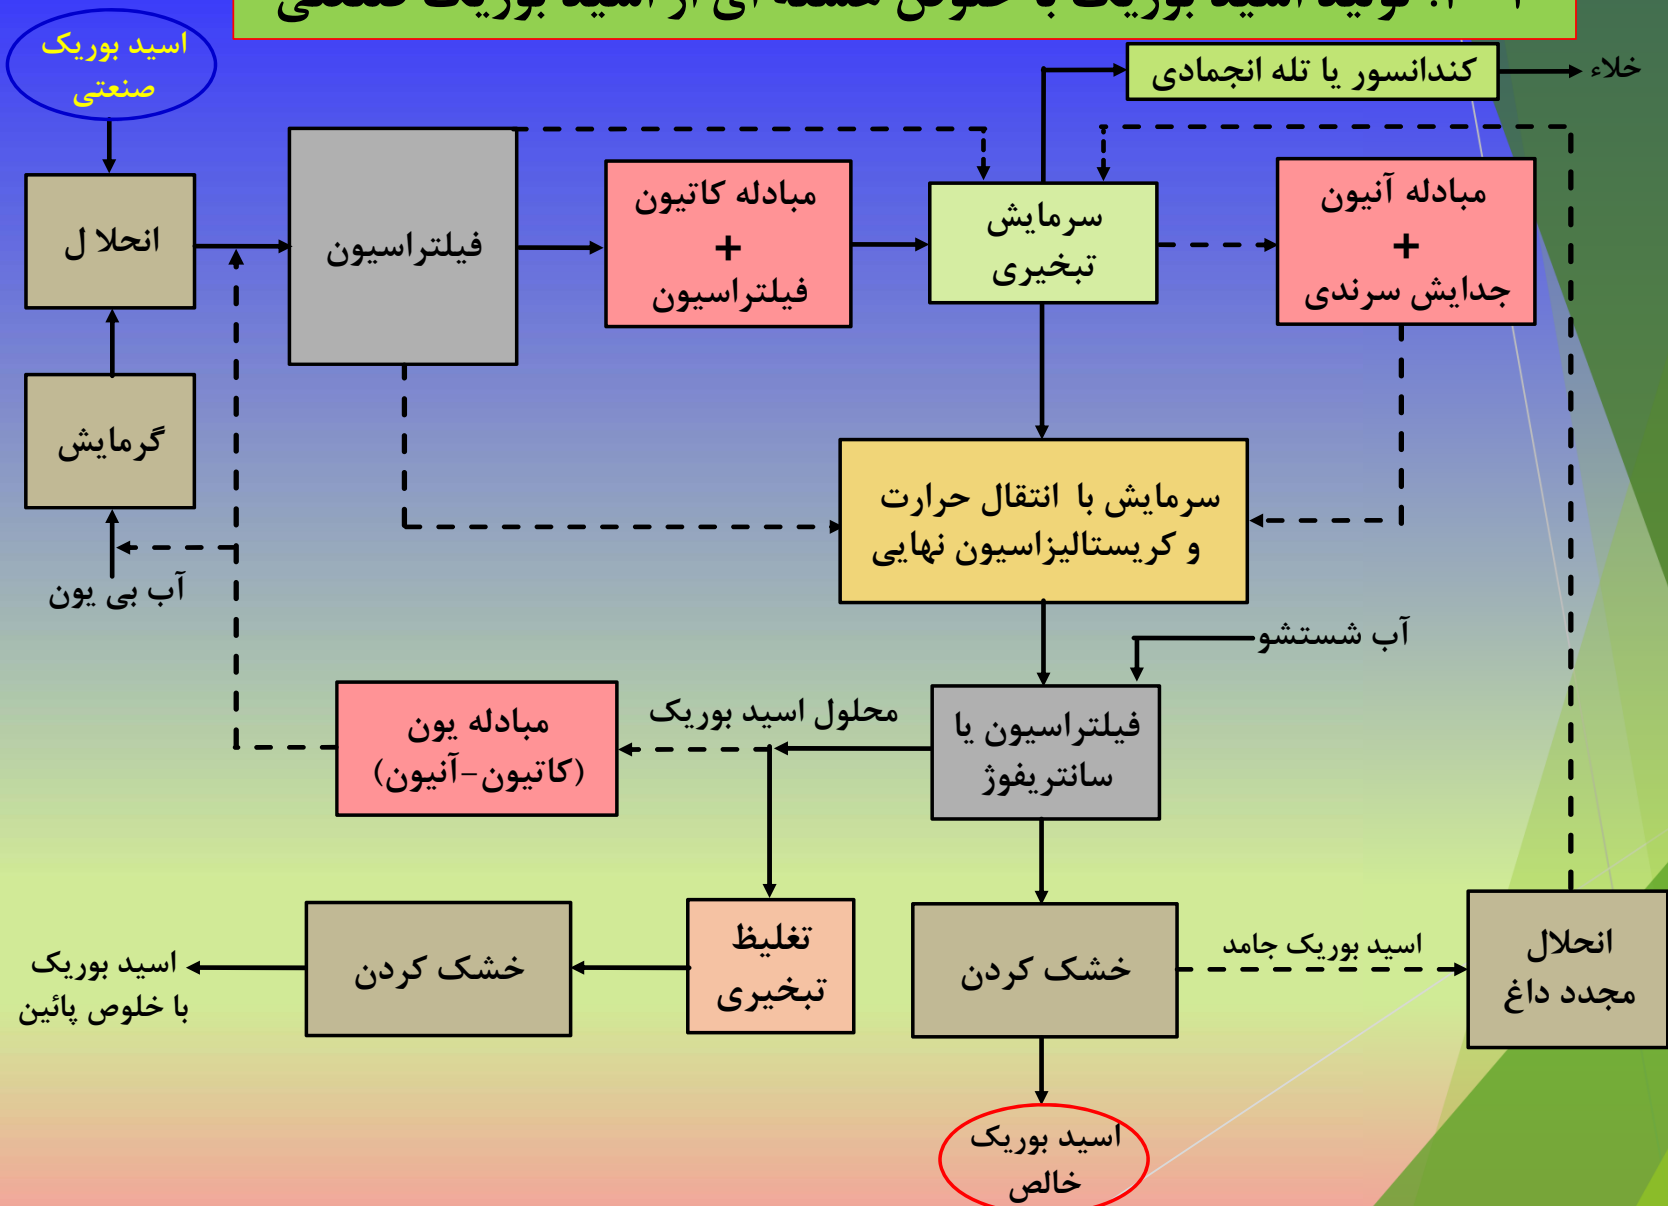 اسید بوریک
صنعتی
کندانسور یا تله انجمادی
خلاء
انحلا ل
فیلتراسیون
مبادله کاتیون
+
فیلتراسیون
سرمایش
تبخیری
مبادله آنیون
+
جدایش سرندی
گرمایش
آب بی یون
سرمایش با انتقال حرارت
و کریستالیزاسیون نهایی
آب شستشو
فیلتراسیون یا
سانتریفوژ
محلول اسید بوریک
مبادله یون
(کاتیون-آنیون)
تغلیظ
تبخیری
خشک کردن
اسید بوریک
با خلوص پائین
خشک کردن
اسید بوریک جامد
انحلال
مجدد داغ
اسید بوریک
خالص